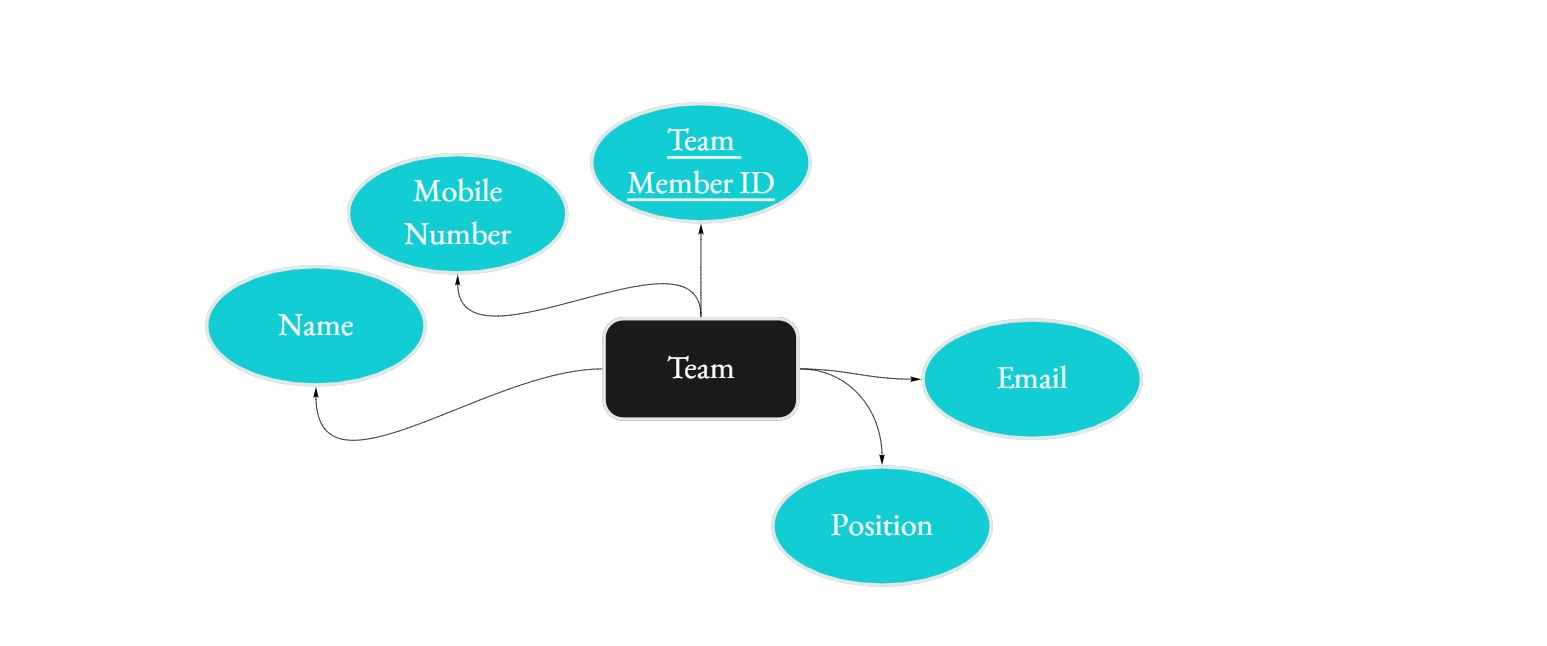 Team
Member ID
Mobile
Number
Name
Team
Email
Position